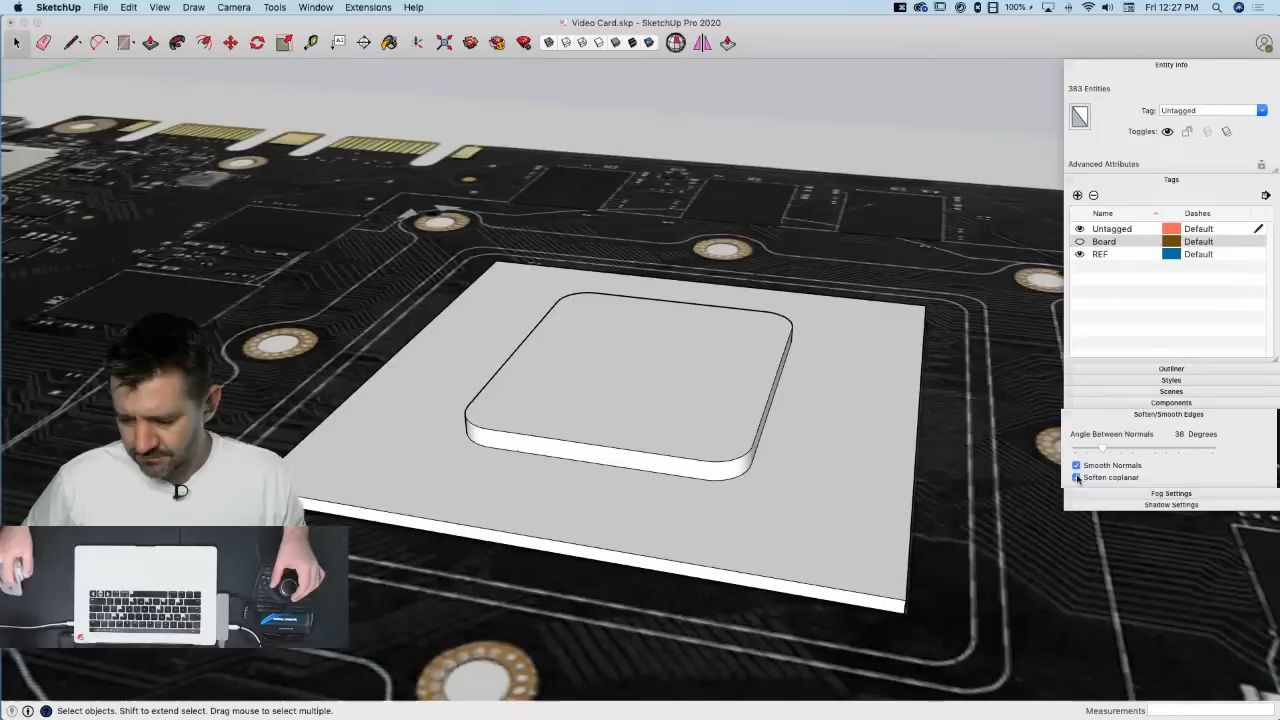 SketchUp File Edit View Draw Camera Tools Window Extensions Help 100% Fri 12:27 PM
Video Card.skp - SketchUp Pro 2020
Entity Info
383 Entities
Tag: Untagged
Toggles:
Advanced Attributes
Tags
Name Dashes
Untagged Default
Board Default
REF Default
Outliner
Styles
Scenes
Components
Soften/Smooth Edges
Angle Between Normals 36 Degrees
Smooth Normals
Soften coplanar
Fog Settings
Shadow Settings
Select objects. Shift to extend select. Drag mouse to select multiple. Measurements